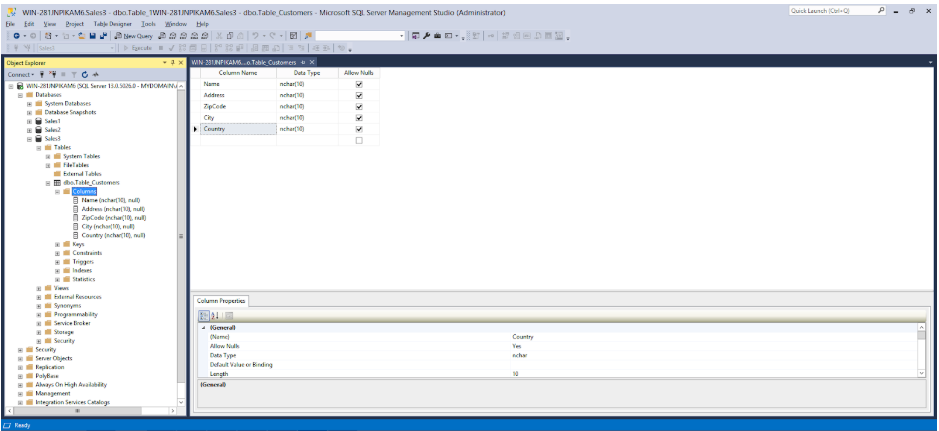 WIN-281JNPIKAM6.Sales3 - dbo.Table_1WIN-281JNPIKAM6.Sales3 - dbo.Table_Customers - Microsoft SQL Server Management Studio (Administrator)
Quick Launch (Ctrl+Q)
File Edit View Project Table Designer Tools Window Help
New Query
Sales3 Execute
Object Explorer
WIN-281JNPIKAM6....o.Table_Customers
Connect
Column Name Data Type Allow Nulls
Name nchar(10)
Address nchar(10)
ZipCode nchar(10)
City nchar(10)
Country nchar(10)
WIN-281JNPIKAM6 (SQL Server 13.0.5026.0 - MYDOMAIN\
Databases
System Databases
Database Snapshots
Sales1
Sales2
Sales3
Tables
System Tables
FileTables
External Tables
dbo.Table_Customers
Columns
Name (nchar(10), null)
Address (nchar(10), null)
ZipCode (nchar(10), null)
City (nchar(10), null)
Country (nchar(10), null)
Keys
Constraints
Triggers
Indexes
Statistics
Views
External Resources
Synonyms
Programmability
Service Broker
Storage
Security
Security
Server Objects
Replication
PolyBase
Always On High Availability
Management
Integration Services Catalogs
Column Properties
(General)
(Name) Country
Allow Nulls Yes
Data Type nchar
Default Value or Binding
Length 10
(General)
Ready